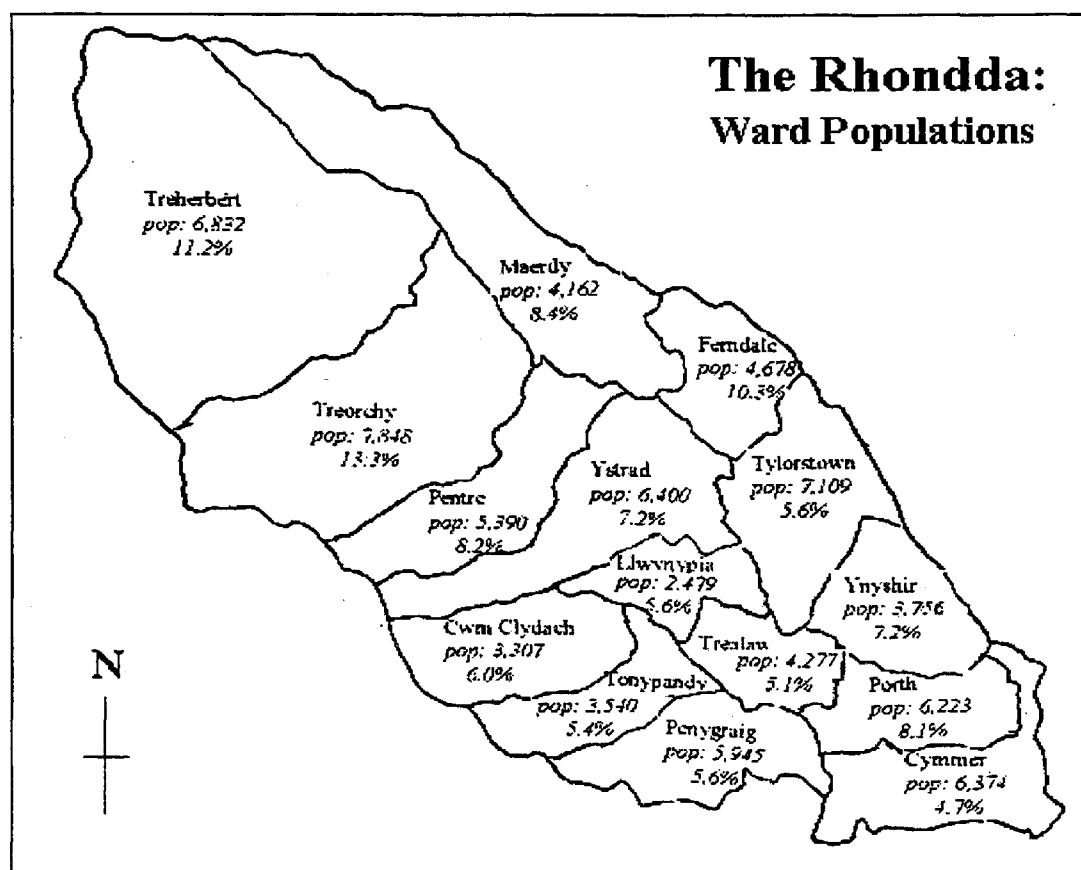 The Rhondda:
Ward Populations
Treherbert
pop: 6,832
11.2%
Maerdy
pop: 4,162
8.4%
Ferndale
pop: 4,678
10.3%
Treorchy
pop: 7,848
13.3%
Ystrad
pop: 6,400
7.2%
Tylorstown
pop: 7,109
5.6%
Pentre
pop: 5,390
8.2%
Llwynypia
pop: 2,479
5.6%
Ynyshir
pop: 3,756
7.2%
Cwm Clydach
pop: 3,307
6.0%
Trealaw
pop: 4,277
5.1%
Tonypandy
pop: 3,540
5.4%
Porth
pop: 6,223
8.1%
Penygraig
pop: 5,945
5.6%
Cymmer
pop: 6,374
4.7%
N